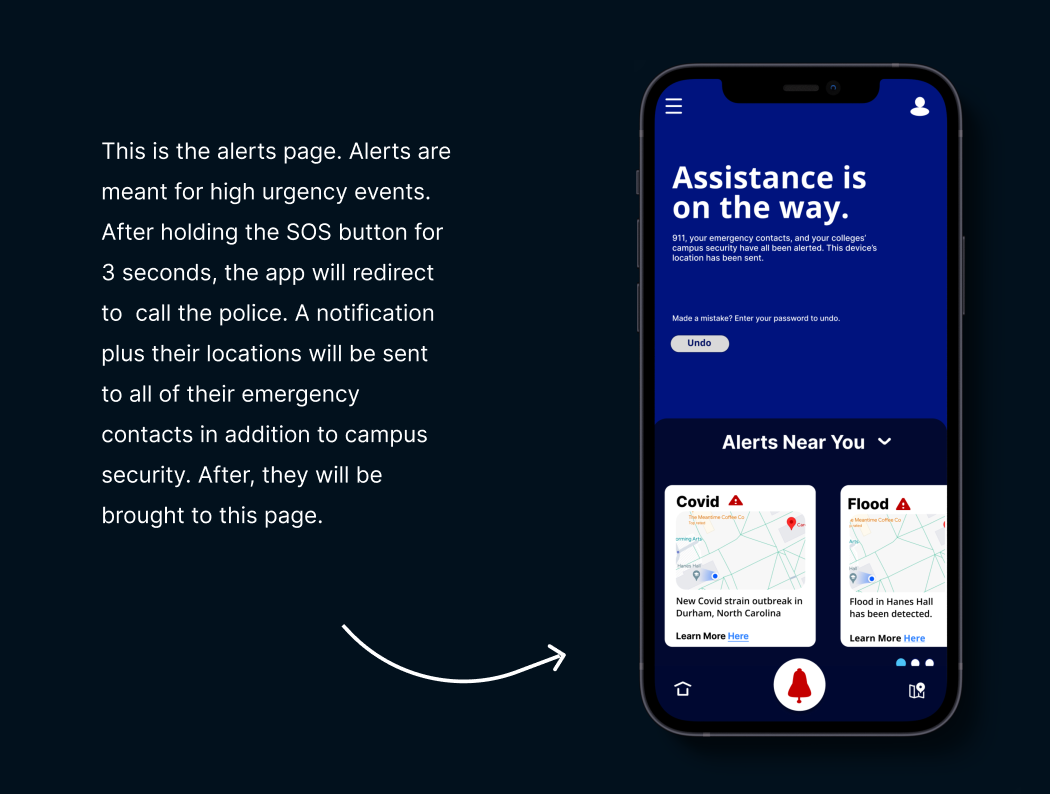 This is the alerts page. Alerts are
meant for high urgency events.
After holding the SOS button for
3 seconds, the app will redirect
to  call the police. A notification
plus their locations will be sent
to all of their emergency
contacts in addition to campus
security. After, they will be
brought to this page.
Assistance is
on the way.
911, your emergency contacts, and your colleges'
campus security have all been alerted. This device's
location has been sent.
Made a mistake? Enter your password to undo.
Undo
Alerts Near You
Covid
The Meantime Coffee Co
Can
orming Arts
Hanes Hall
New Covid strain outbreak in
Durham, North Carolina
Learn More Here
Flood
e Meantime Coffee Co
Arts
Hall
Flood in Hanes Hall
has been detected.
Learn More Here